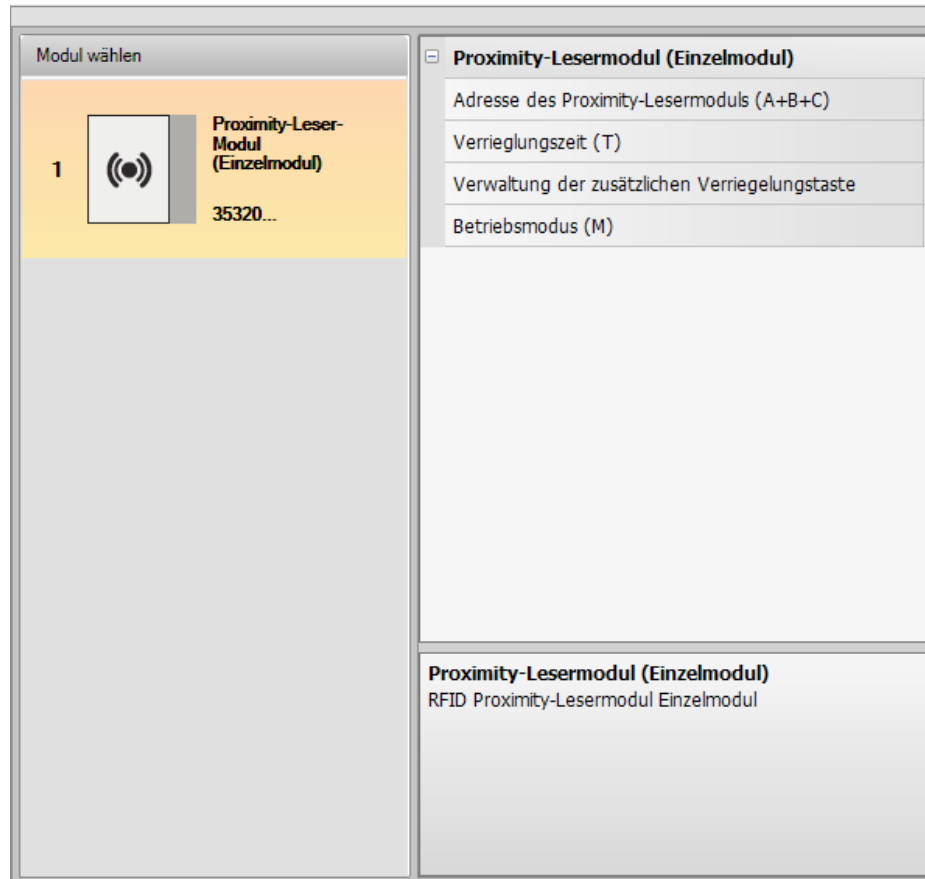 Modul wählen
1
Proximity-Leser-
Modul
(Einzelmodul)
35320...
Proximity-Lesermodul (Einzelmodul)
Adresse des Proximity-Lesermoduls (A+B+C)
Verrieglungszeit (T)
Verwaltung der zusätzlichen Verriegelungstaste
Betriebsmodus (M)
Proximity-Lesermodul (Einzelmodul)
RFID Proximity-Lesermodul Einzelmodul